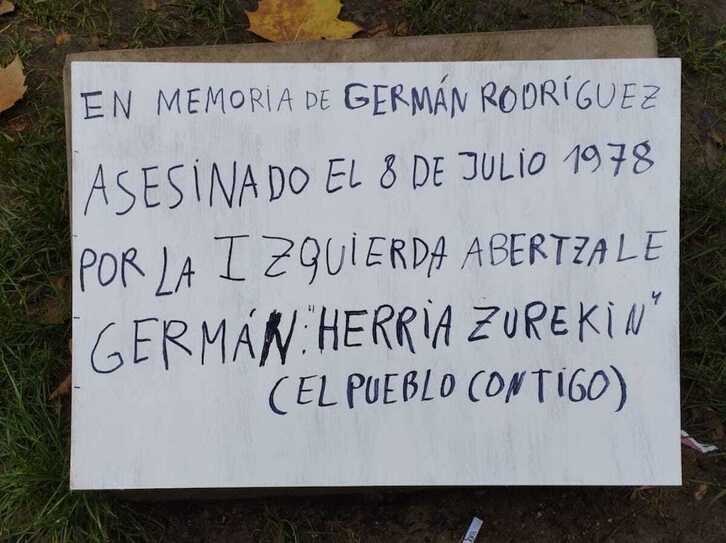 EN MEMORIA DE GERMÁN RODRÍGUEZ
ASESINADO EL 8 DE JULIO 1978
POR LA IZQUIERDA ABERTZALE
GERMÁN: "HERRIA ZUREKIN"
(EL PUEBLO CONTIGO)